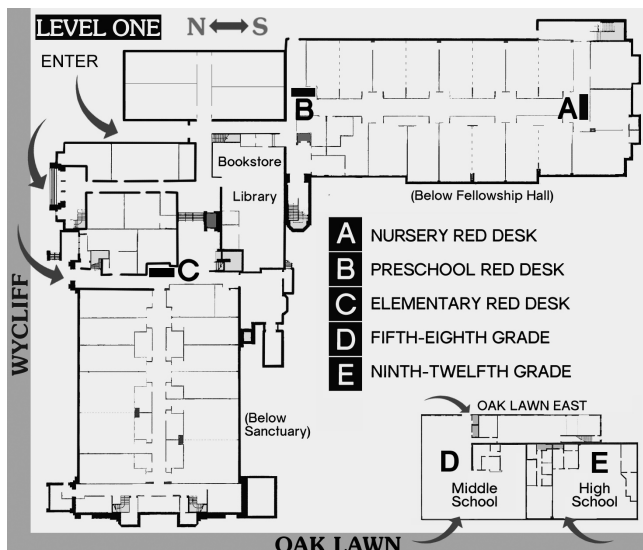 LEVEL ONE
N S
ENTER
B
A
Bookstore
Library
(Below Fellowship Hall)
C
A NURSERY RED DESK
B PRESCHOOL RED DESK
C ELEMENTARY RED DESK
D FIFTH-EIGHTH GRADE
E NINTH-TWELFTH GRADE
WYCLIFF
(Below
Sanctuary)
OAK LAWN EAST
D
Middle
School
E
High
School
OAK LAWN